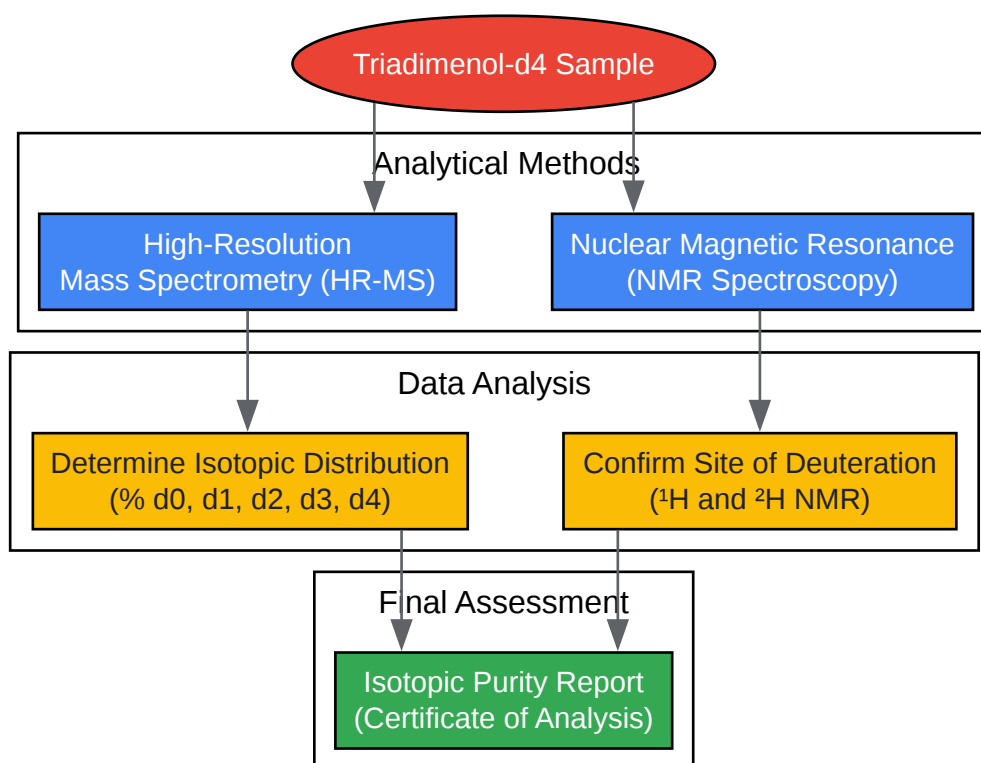 Triadimenol-d4 Sample
Analytical Methods
High-Resolution
Mass Spectrometry (HR-MS)
Nuclear Magnetic Resonance
(NMR Spectroscopy)
Data Analysis
Determine Isotopic Distribution
(% d0, d1, d2, d3, d4)
Confirm Site of Deuteration
(¹H and ²H NMR)
Final Assessment
Isotopic Purity Report
(Certificate of Analysis)